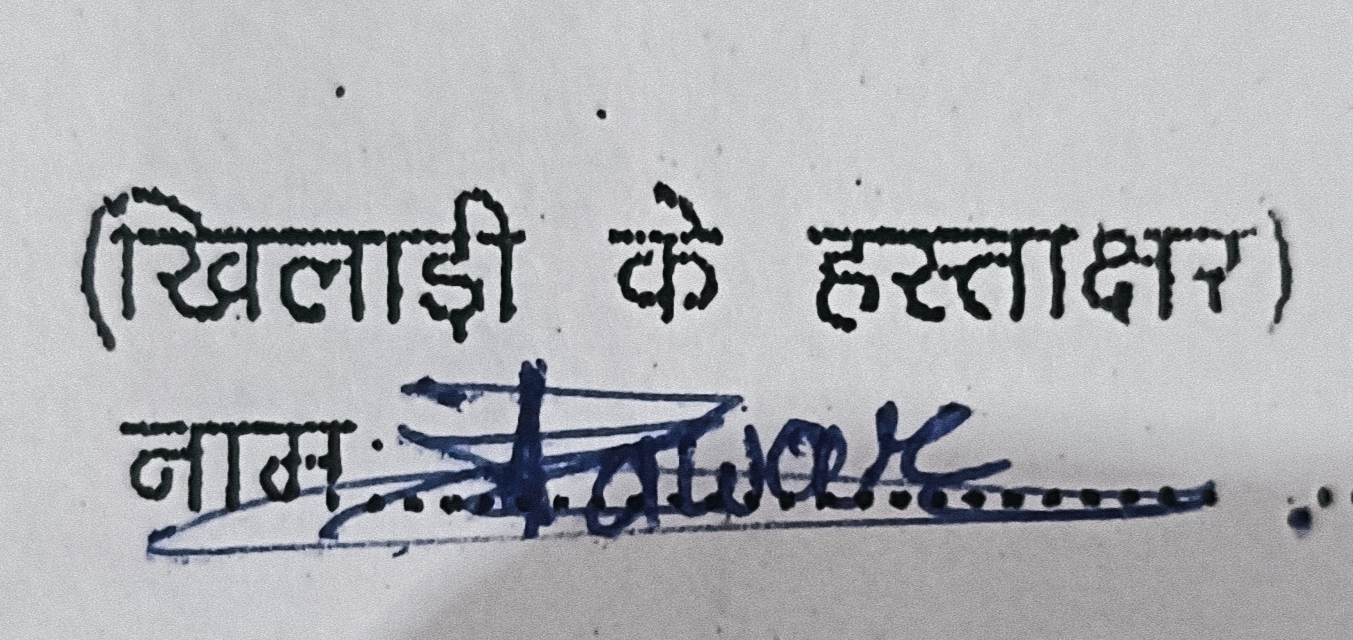 (खिलाड़ी के हस्ताक्षर)
नाम ..........................